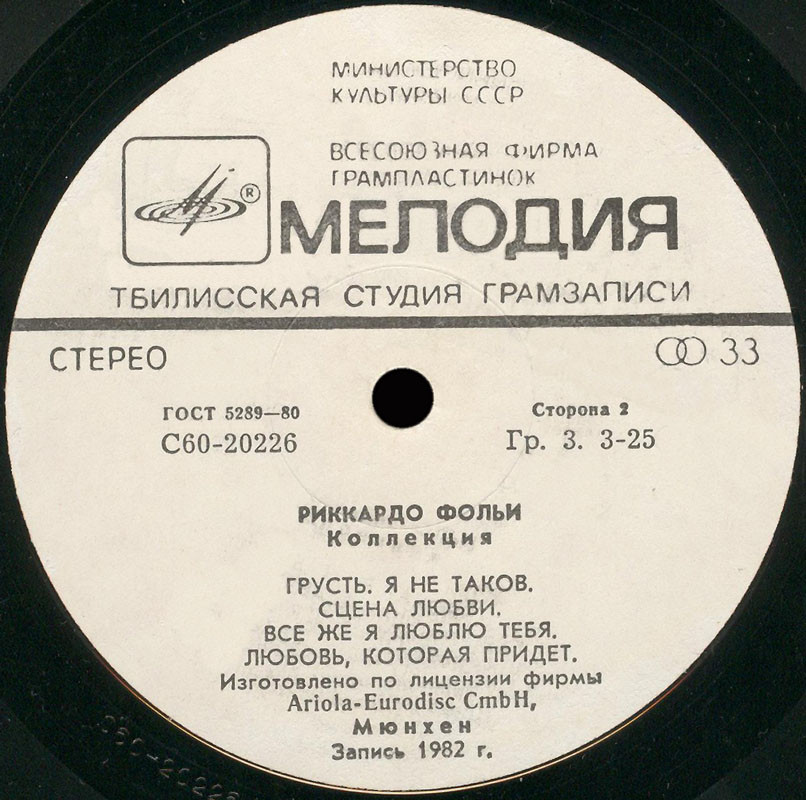 МИНИСТЕРСТВО
КУЛЬТУРЫ СССР
ВСЕСОЮЗНАЯ ФИРМА
ГРАМПЛАСТИНОК
®
МЕЛОДИЯ
ТБИЛИССКАЯ СТУДИЯ ГРАМЗАПИСИ
СТЕРЕО
33
ГОСТ 5289—80
Сторона 2
С60-20226
Гр. 3. 3-25
РИККАРДО ФОЛЬИ
Коллекция
ГРУСТЬ. Я НЕ ТАКОВ.
СЦЕНА ЛЮБВИ.
ВСЕ ЖЕ Я ЛЮБЛЮ ТЕБЯ.
ЛЮБОВЬ, КОТОРАЯ ПРИДЕТ.
Изготовлено по лицензии фирмы
Ariola-Eurodisc CmbH,
Мюнхен
Запись 1982 г.
С60-20226